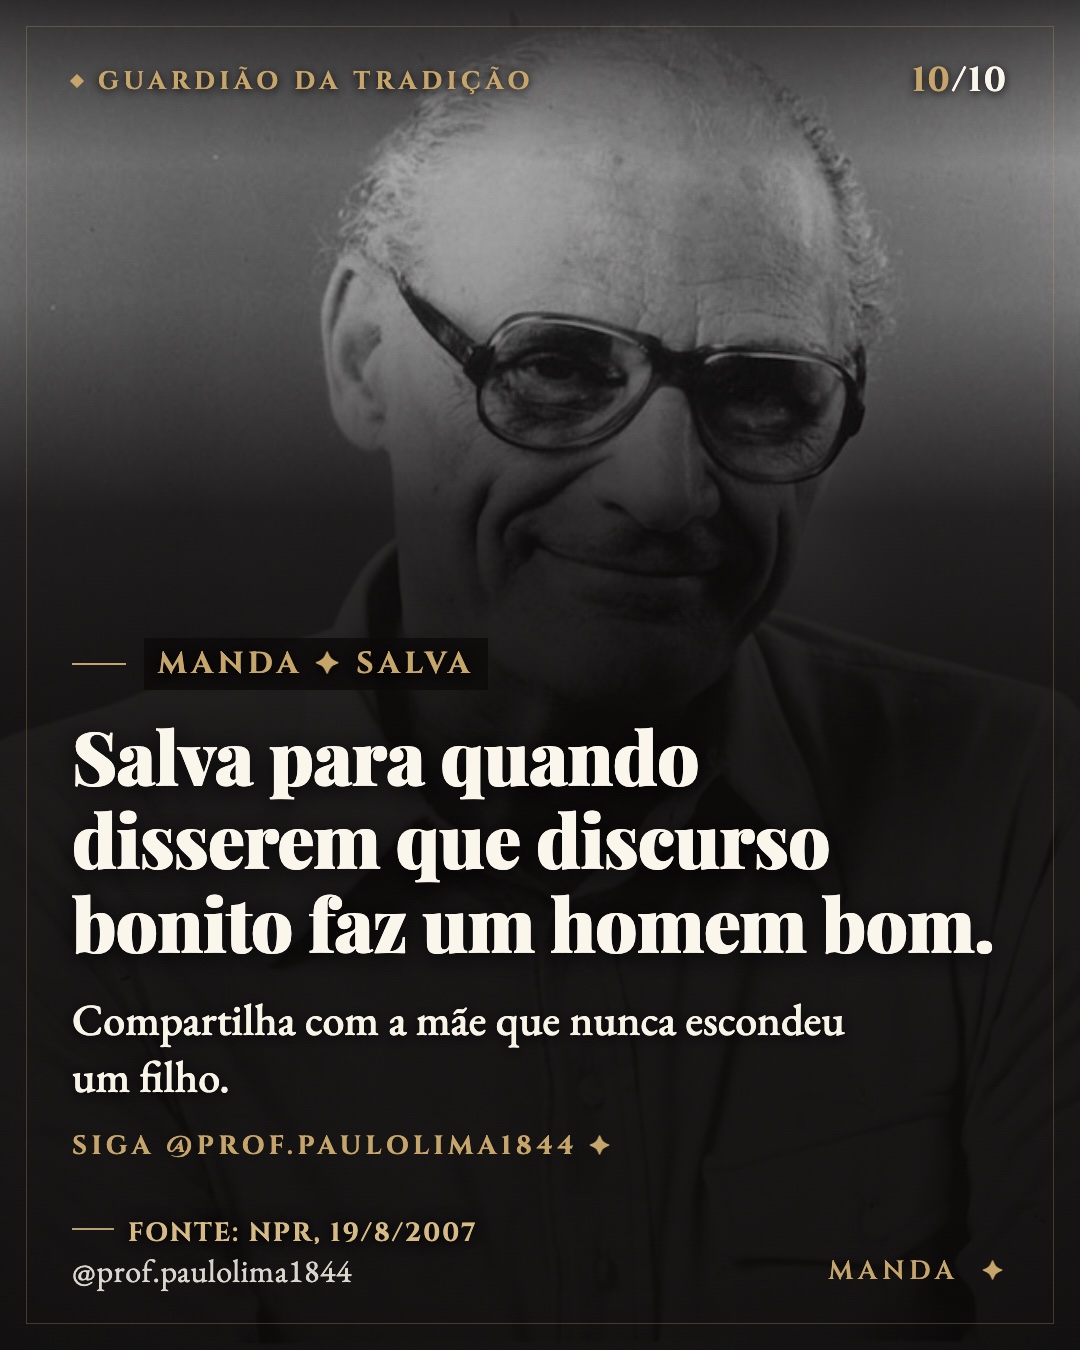 GUARDIÃO DA TRADIÇÃO
10/10
MANDA ✦ SALVA
Salva para quando
disserem que discurso
bonito faz um homem bom.
Compartilha com a mãe que nunca escondeu
um filho.
SIGA @PROF.PAULOLIMA1844 ✦
FONTE: NPR, 19/8/2007
@prof.paulolima1844
MANDA ✦